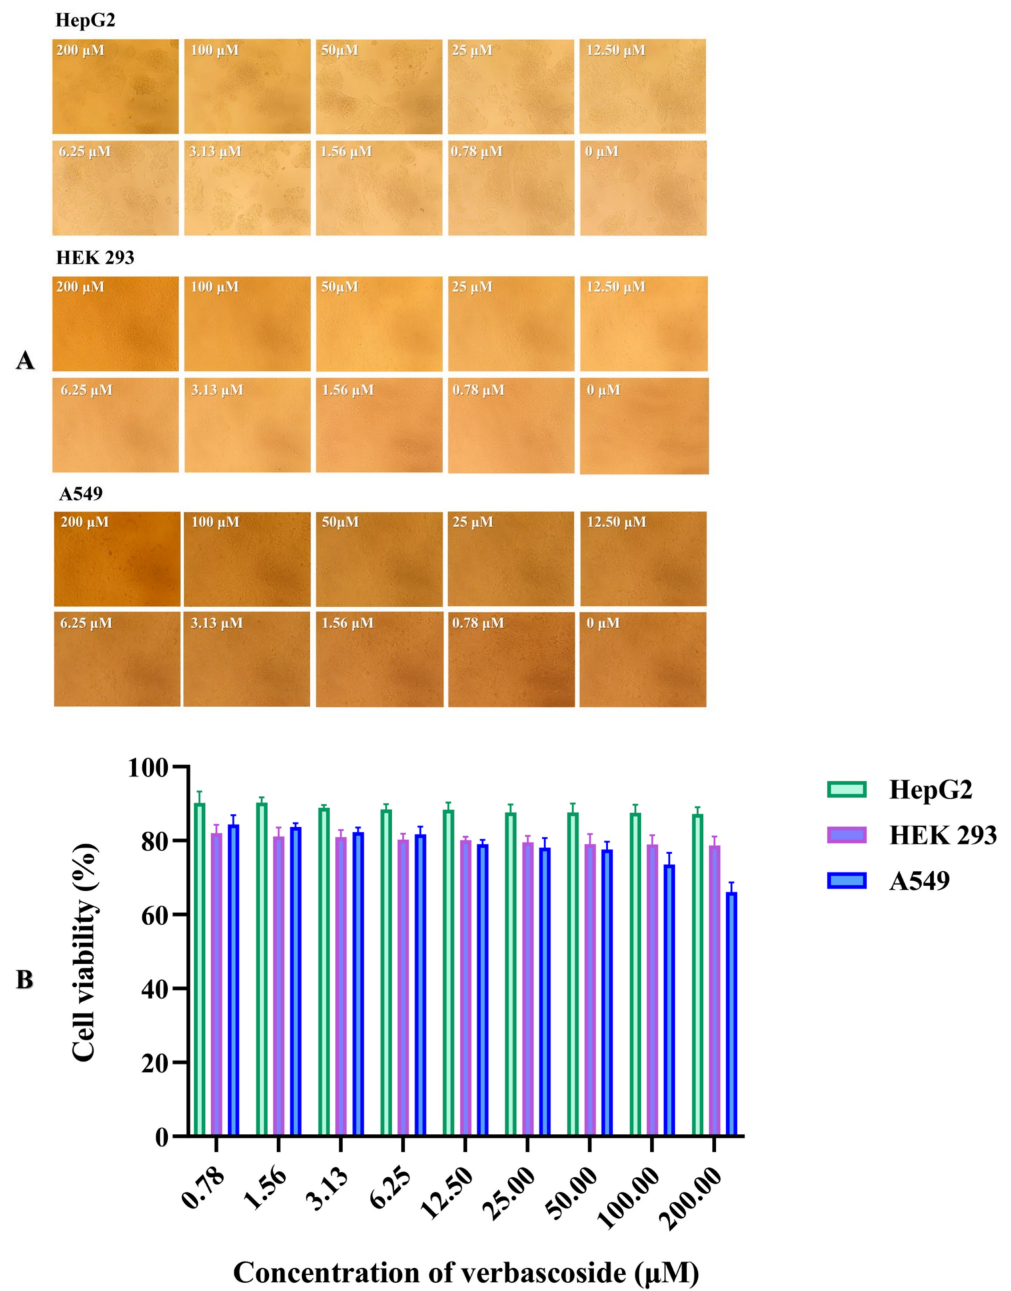 HepG2
200 μM 100 μM 50μM 25 μM 12.50 μM
6.25 μM 3.13 μM 1.56 μM 0.78 μM 0 μM
HEK 293
200 μM 100 μM 50μM 25 μM 12.50 μM
A
6.25 μM 3.13 μM 1.56 μM 0.78 μM 0 μM
A549
200 μM 100 μM 50μM 25 μM 12.50 μM
6.25 μM 3.13 μM 1.56 μM 0.78 μM 0 μM
B
Cell viability (%)
100
80
60
40
20
0
0.78 1.56 3.13 6.25 12.50 25.00 50.00 100.00 200.00
Concentration of verbascoside (μM)
HepG2
HEK 293
A549